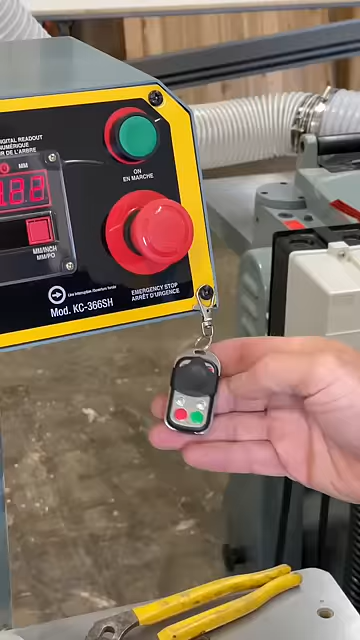 DIGITAL READOUT
NUMÉRIQUE
DE L'ARBRE
MM
MM/INCH
MM/PO
ON
EN MARCHE
EMERGENCY STOP
ARRÊT D'URGENCE
Mod. KC-366SH